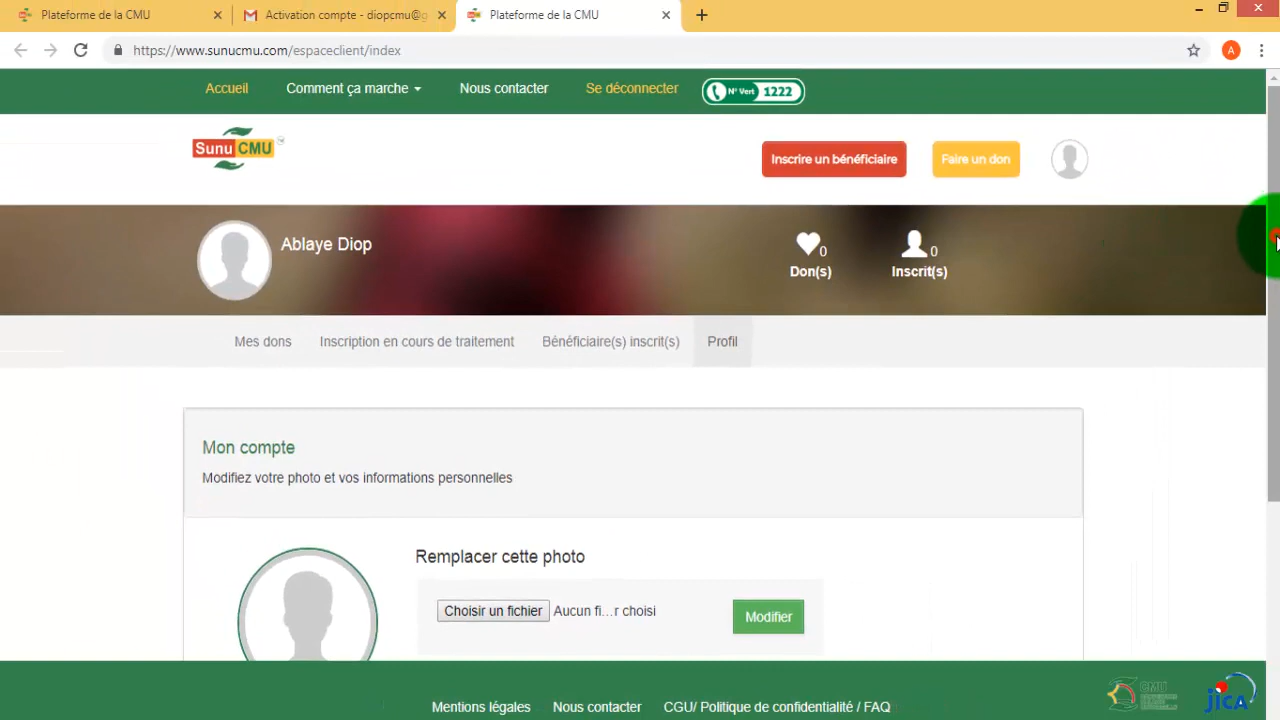 Plateforme de la CMU
Activation compte - diopcmu@g
Plateforme de la CMU
https://www.sunucmu.com/espaceclient/index
A
Accueil
Comment ça marche
Nous contacter
Se déconnecter
N° Vert 1222
Sunu CMU
Inscrire un bénéficiaire
Faire un don
Ablaye Diop
0
Don(s)
0
Inscrit(s)
Mes dons
Inscription en cours de traitement
Bénéficiaire(s) inscrit(s)
Profil
Mon compte
Modifiez votre photo et vos informations personnelles
Remplacer cette photo
Choisir un fichier Aucun fi...r choisi
Modifier
Mentions légales
Nous contacter
CGU/ Politique de confidentialité / FAQ
CMU
jICA